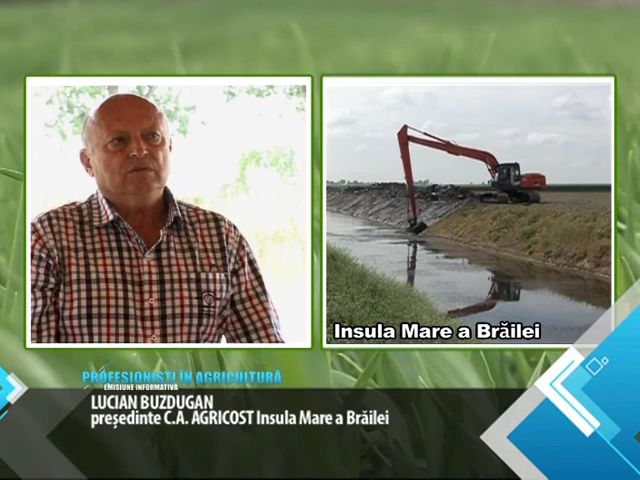 Insula Mare a Brăilei
PROFESIONIȘTI ÎN AGRICULTURĂ
EMISIUNE INFORMATIVĂ
LUCIAN BUZDUGAN
președinte C.A. AGRICOST Insula Mare a Brăilei